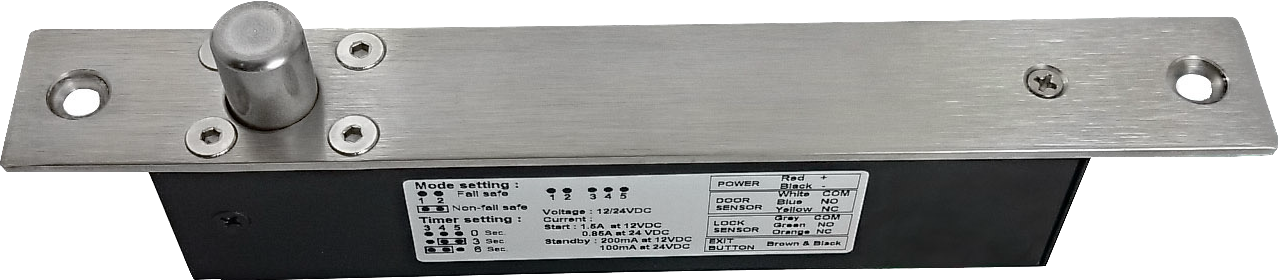 Mode setting :
Fail safe
1 2
Non-fail safe
Timer setting :
3 4 5
0 Sec.
3 Sec.
6 Sec.
1 2 3 4 5
Voltage : 12/24VDC
Current :
Start : 1.5A at 12VDC
0.85A at 24 VDC
Standby : 200mA at 12VDC
100mA at 24VDC
POWER Red +
Black -
DOOR SENSOR White COM
Blue NO
Yellow NC
LOCK SENSOR Grey COM
Green NO
Orange NC
EXIT BUTTON Brown & Black